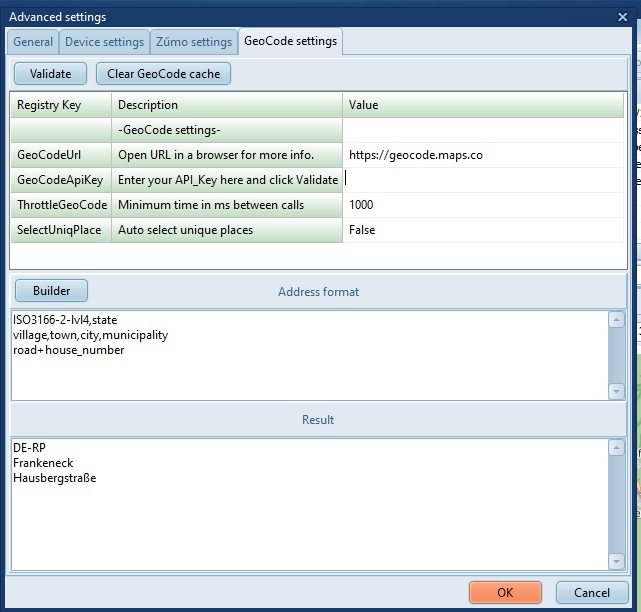 Advanced settings
General Device settings Zūmo settings GeoCode settings
Validate Clear GeoCode cache
Registry Key Description Value
-GeoCode settings-
GeoCodeUrl Open URL in a browser for more info. https://geocode.maps.co
GeoCodeApiKey Enter your API_Key here and click Validate
ThrottleGeoCode Minimum time in ms between calls 1000
SelectUniqPlace Auto select unique places False
Builder Address format
ISO3166-2-lvl4,state
village,town,city,municipality
road+house_number
Result
DE-RP
Frankeneck
Hausbergstraße
OK Cancel